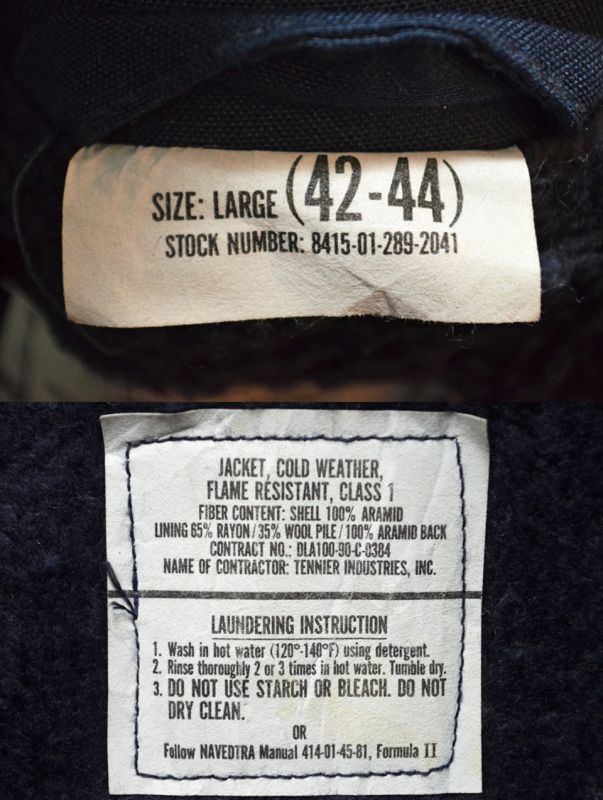 SIZE: LARGE (42-44)
STOCK NUMBER: 8415-01-289-2041
JACKET, COLD WEATHER,
FLAME RESISTANT, CLASS 1
FIBER CONTENT: SHELL 100% ARAMID
LINING 65% RAYON/35% WOOL PILE/100% ARAMID BACK
CONTRACT NO.: DLA100-90-C-0384
NAME OF CONTRACTOR: TENNIER INDUSTRIES, INC.
LAUNDERING INSTRUCTION
1. Wash in hot water (120°-140°F) using detergent.
2. Rinse thoroughly 2 or 3 times in hot water. Tumble dry.
3. DO NOT USE STARCH OR BLEACH. DO NOT
DRY CLEAN.
OR
Follow NAVEDTRA Manual 414-01-45-81, Formula II